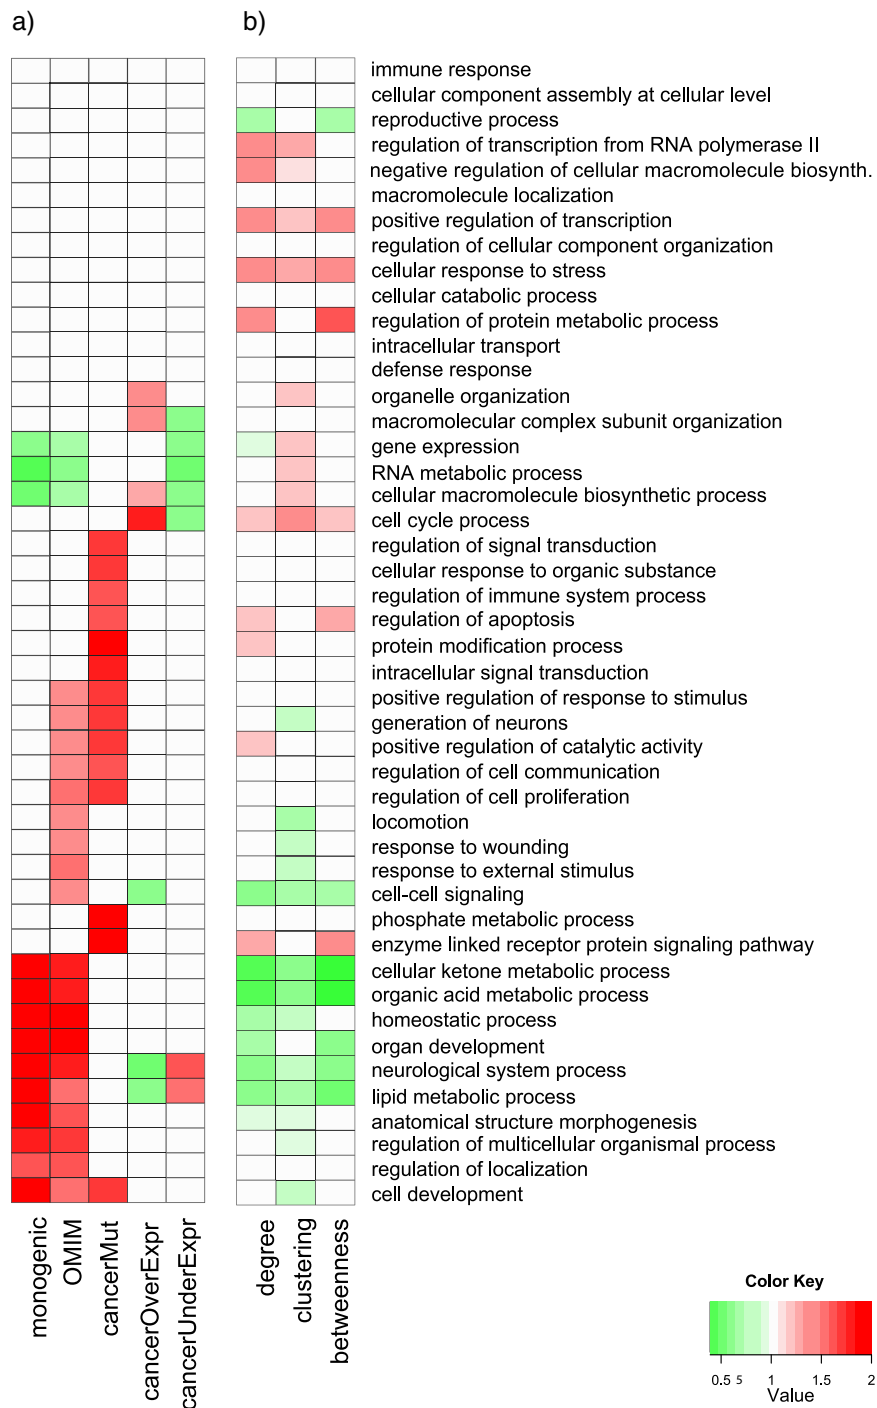 a)
b)
immune response
cellular component assembly at cellular level
reproductive process
regulation of transcription from RNA polymerase II
negative regulation of cellular macromolecule biosynth.
macromolecule localization
positive regulation of transcription
regulation of cellular component organization
cellular response to stress
cellular catabolic process
regulation of protein metabolic process
intracellular transport
defense response
organelle organization
macromolecular complex subunit organization
gene expression
RNA metabolic process
cellular macromolecule biosynthetic process
cell cycle process
regulation of signal transduction
cellular response to organic substance
regulation of immune system process
regulation of apoptosis
protein modification process
intracellular signal transduction
positive regulation of response to stimulus
generation of neurons
positive regulation of catalytic activity
regulation of cell communication
regulation of cell proliferation
locomotion
response to wounding
response to external stimulus
cell-cell signaling
phosphate metabolic process
enzyme linked receptor protein signaling pathway
cellular ketone metabolic process
organic acid metabolic process
homeostatic process
organ development
neurological system process
lipid metabolic process
anatomical structure morphogenesis
regulation of multicellular organismal process
regulation of localization
cell development
monogenic
OMIM
cancerMut
cancerOverExpr
cancerUnderExpr
degree
clustering
betweenness
Color Key
0.5 5 1 1.5 2
Value